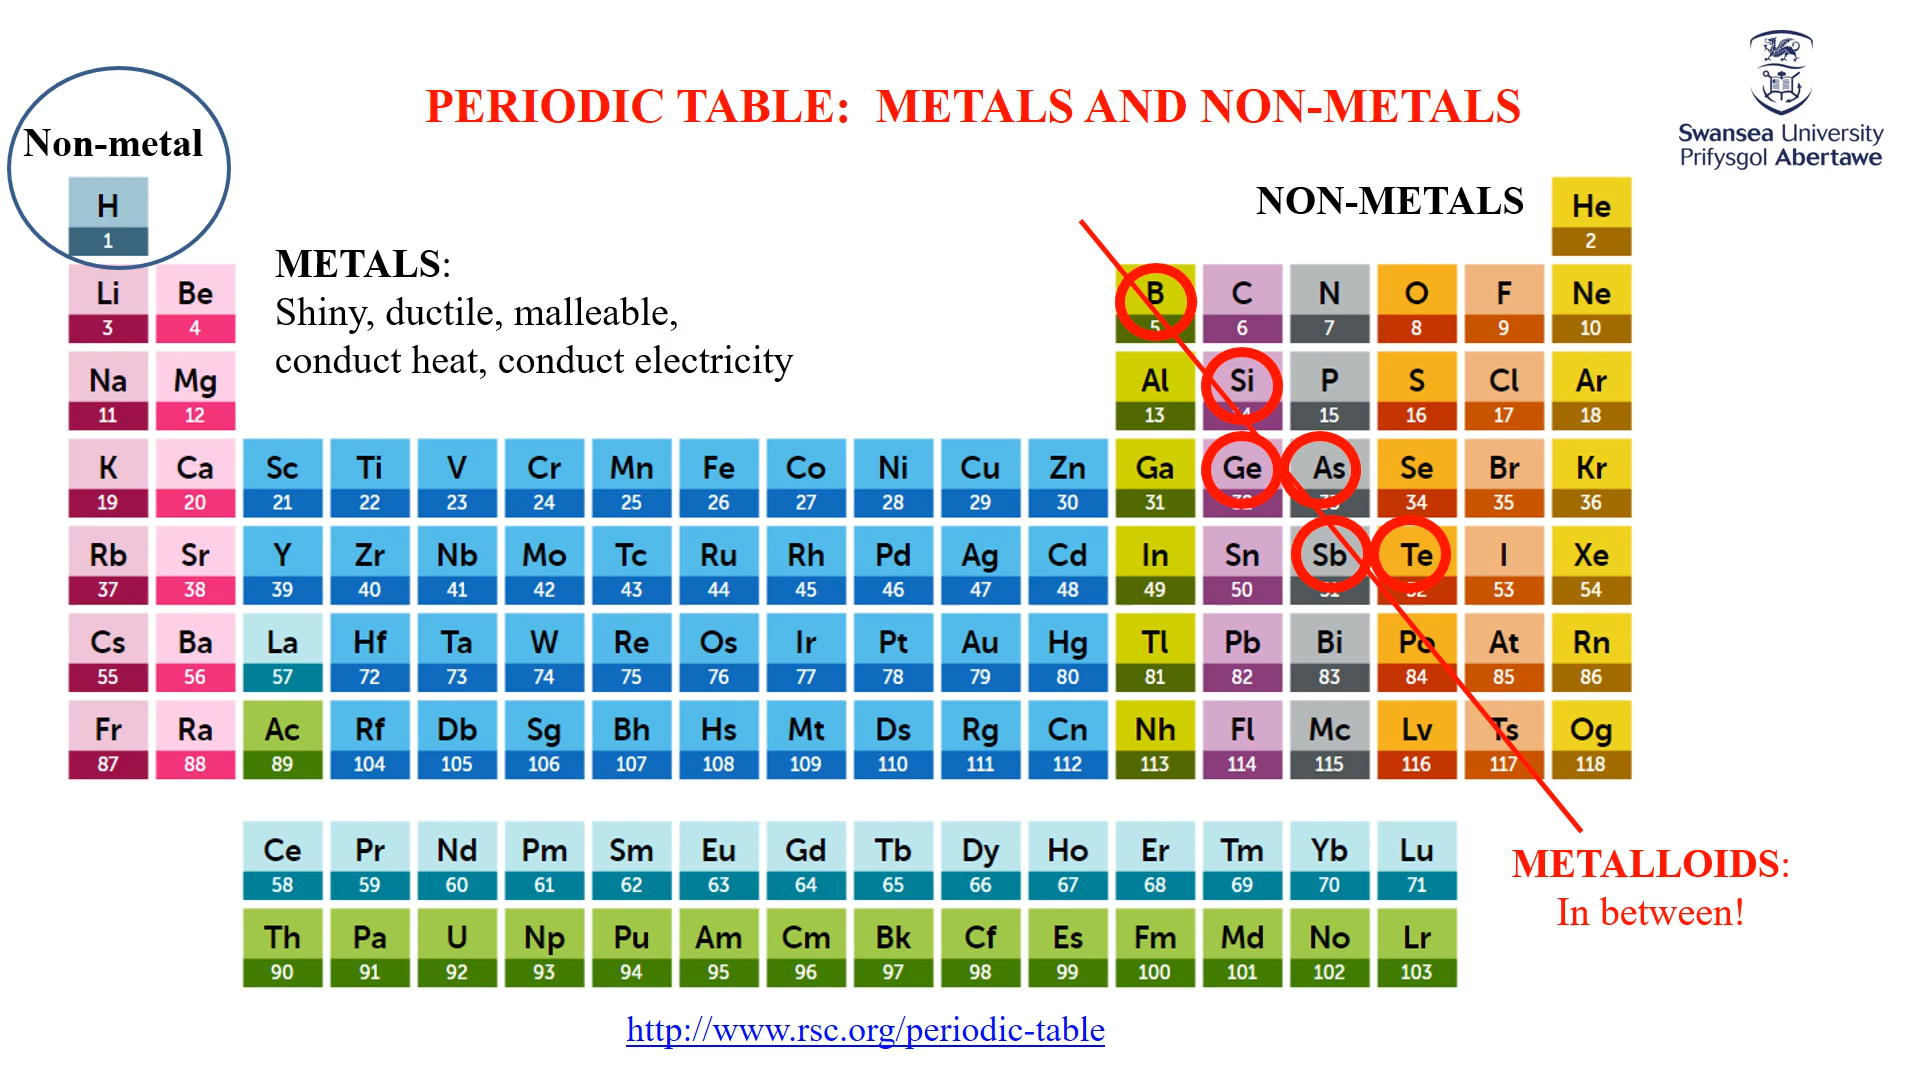 PERIODIC TABLE: METALS AND NON-METALS
Swansea University
Prifysgol Abertawe
Non-metal
NON-METALS
H He
1 2
METALS:
Shiny, ductile, malleable,
conduct heat, conduct electricity
Li Be B C N O F Ne
3 4 5 6 7 8 9 10
Na Mg Al Si P S Cl Ar
11 12 13 14 15 16 17 18
K Ca Sc Ti V Cr Mn Fe Co Ni Cu Zn Ga Ge As Se Br Kr
19 20 21 22 23 24 25 26 27 28 29 30 31 32 33 34 35 36
Rb Sr Y Zr Nb Mo Tc Ru Rh Pd Ag Cd In Sn Sb Te I Xe
37 38 39 40 41 42 43 44 45 46 47 48 49 50 51 52 53 54
Cs Ba La Hf Ta W Re Os Ir Pt Au Hg Tl Pb Bi Po At Rn
55 56 57 72 73 74 75 76 77 78 79 80 81 82 83 84 85 86
Fr Ra Ac Rf Db Sg Bh Hs Mt Ds Rg Cn Nh Fl Mc Lv Ts Og
87 88 89 104 105 106 107 108 109 110 111 112 113 114 115 116 117 118
Ce Pr Nd Pm Sm Eu Gd Tb Dy Ho Er Tm Yb Lu
58 59 60 61 62 63 64 65 66 67 68 69 70 71
METALLOIDS:
In between!
Th Pa U Np Pu Am Cm Bk Cf Es Fm Md No Lr
90 91 92 93 94 95 96 97 98 99 100 101 102 103
http://www.rsc.org/periodic-table